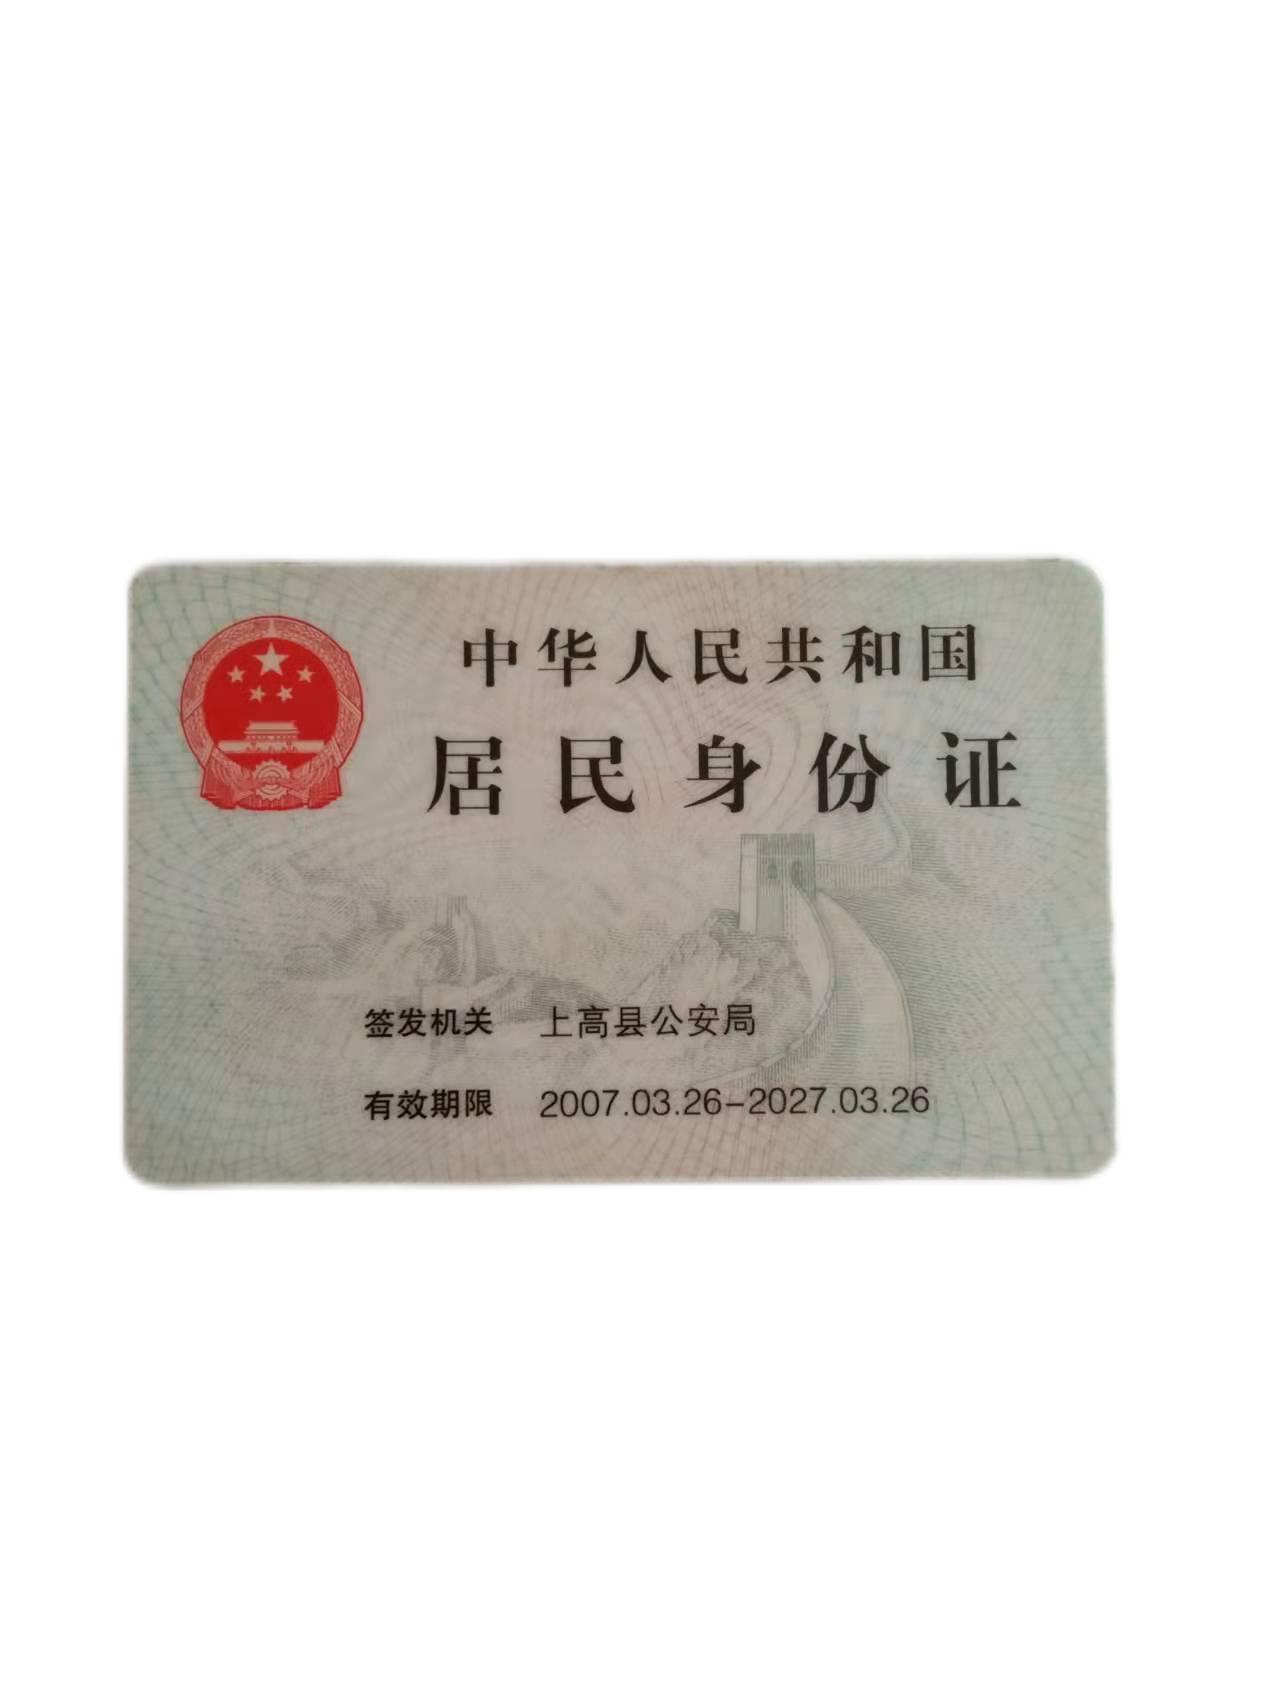 中华人民共和国
居民身份证
签发机关 上高县公安局
有效期限 2007.03.26-2027.03.26